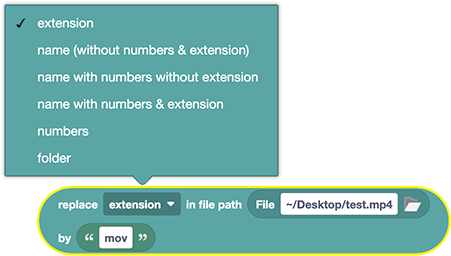 ✓ extension
name (without numbers & extension)
name with numbers without extension
name with numbers & extension
numbers
folder
replace extension ▼ in file path File ~/Desktop/test.mp4
by “ mov ”